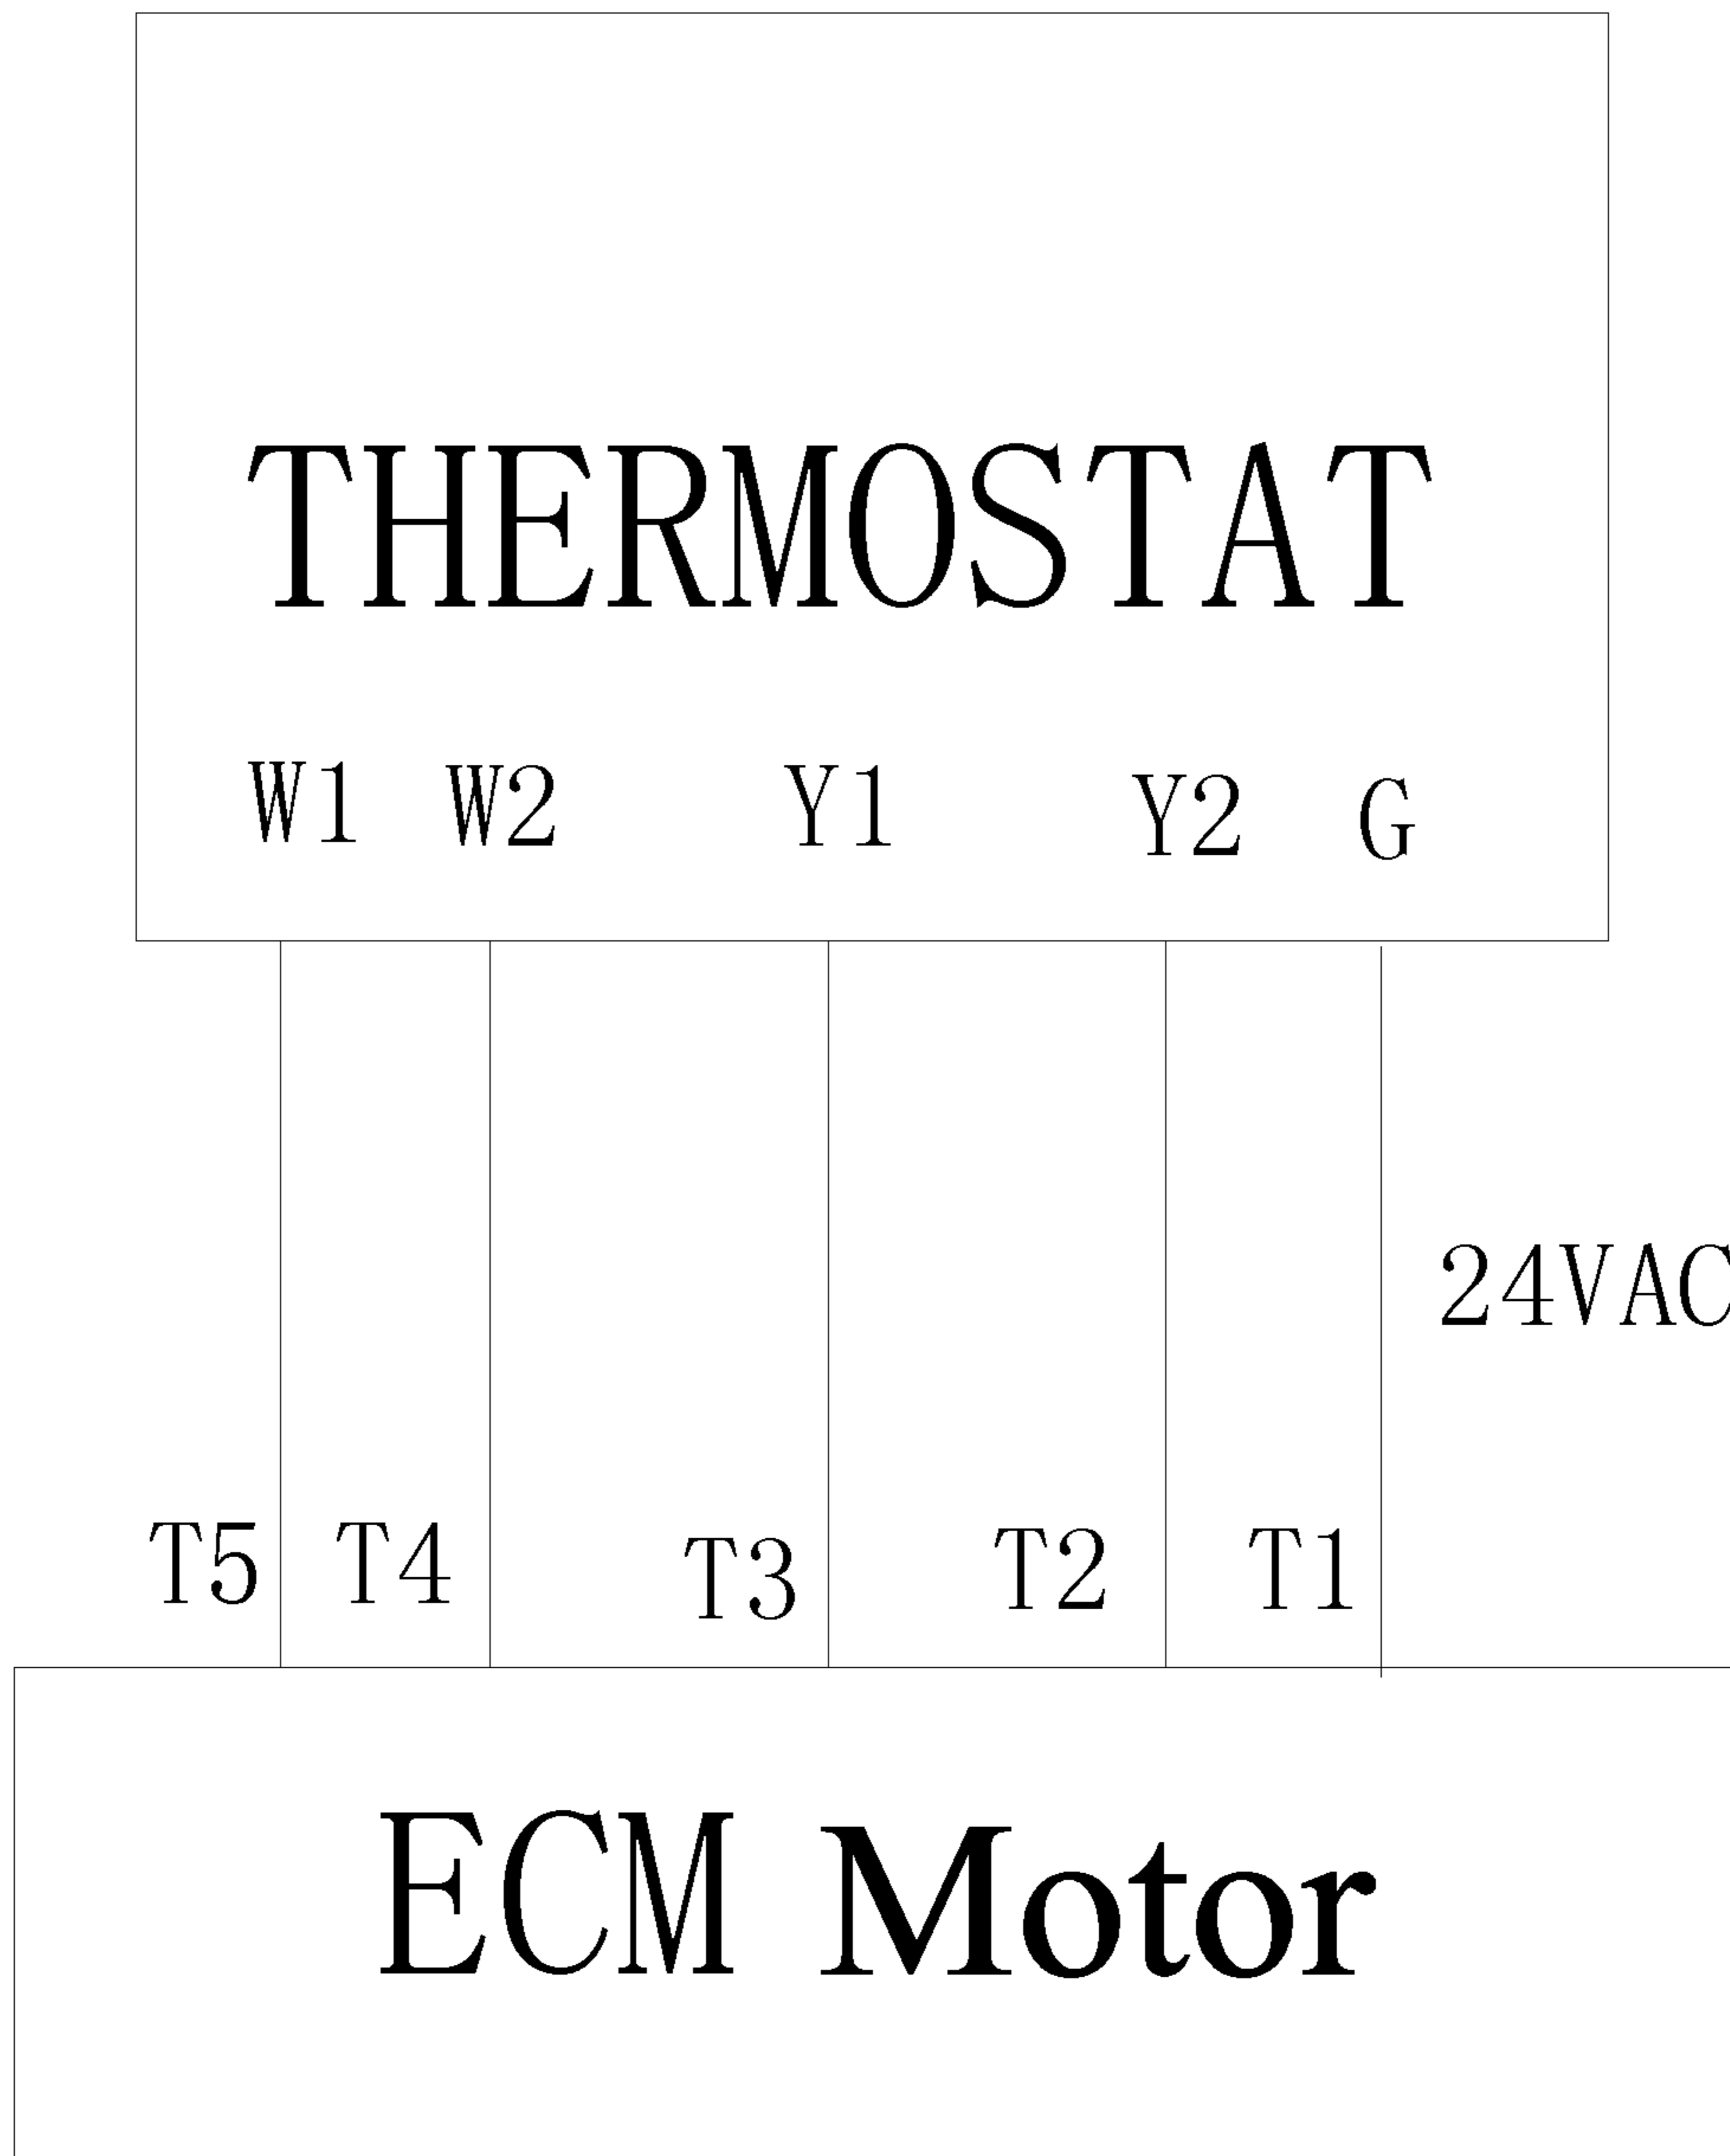 THERMOSTAT
W1 W2 Y1 Y2 G
24VAC
T5 T4 T3 T2 T1
ECM Motor